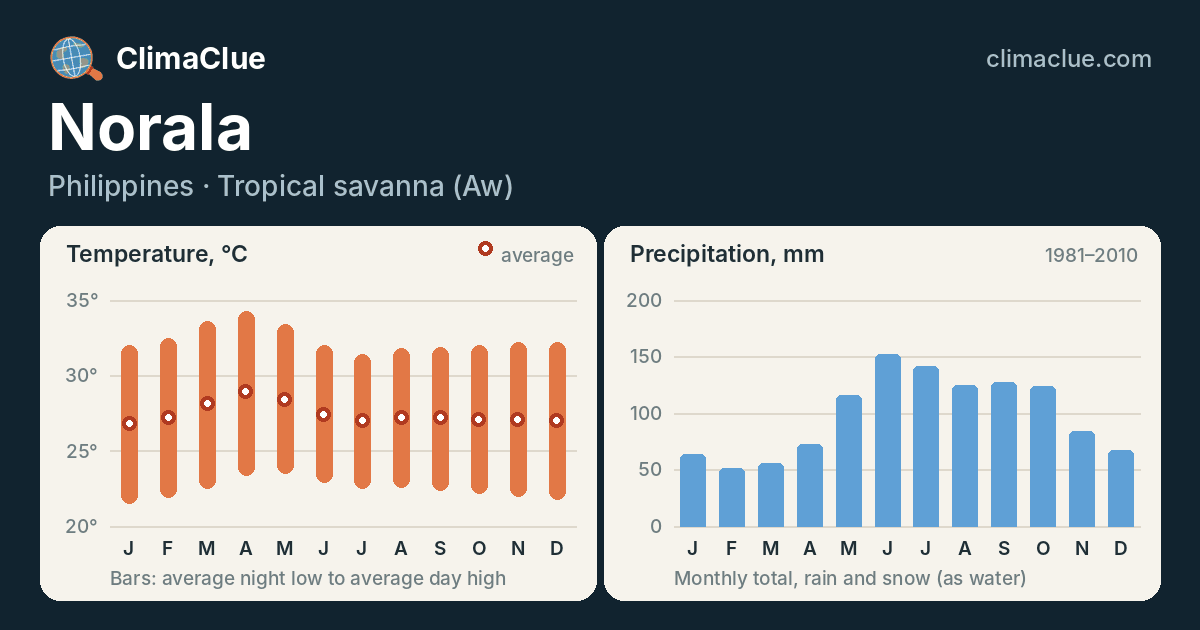 ClimaClue
climaclue.com
Norala
Philippines · Tropical savanna (Aw)
Temperature, °C
average
35°
30°
25°
20°
J F M A M J J A S O N D
Bars: average night low to average day high
Precipitation, mm
1981–2010
200
150
100
50
0
J F M A M J J A S O N D
Monthly total, rain and snow (as water)